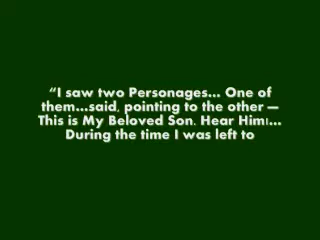 “I saw two Personages... One of
them...said, pointing to the other —
This is My Beloved Son. Hear Him!...
During the time I was left to